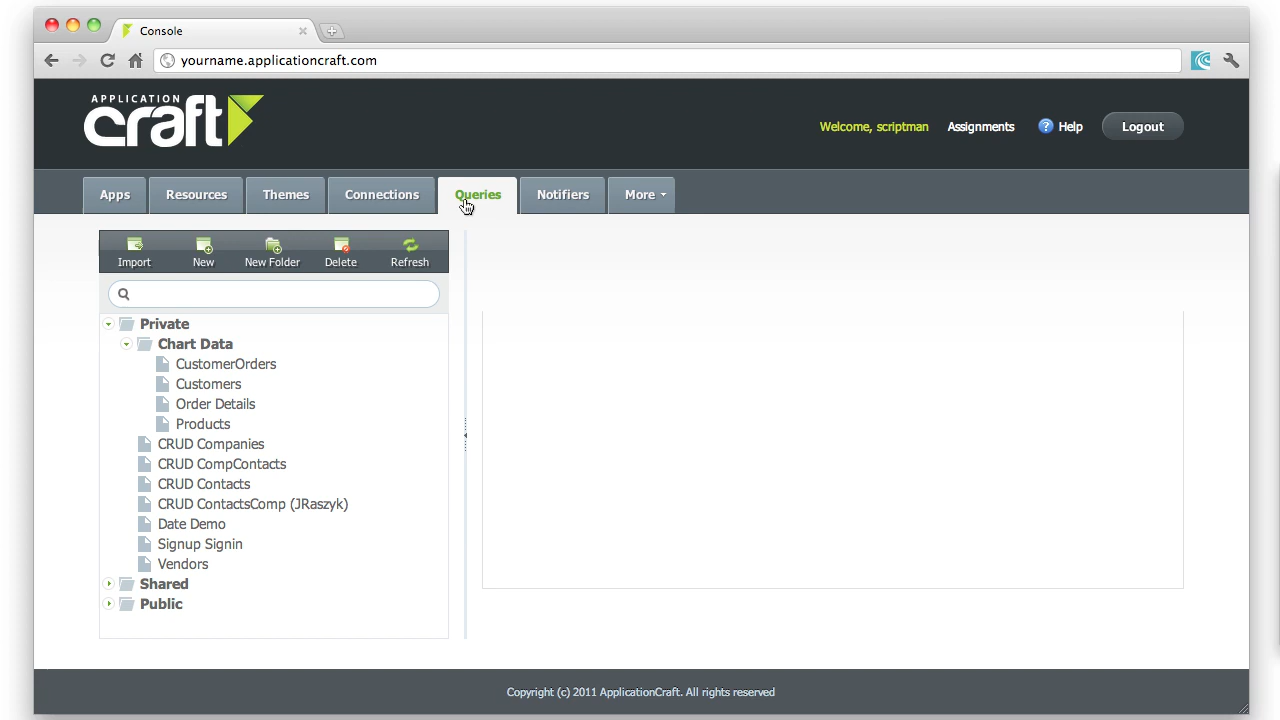 Console
yourname.applicationcraft.com
APPLICATION
craft
Welcome, scriptman
Assignments
Help
Logout
Apps
Resources
Themes
Connections
Queries
Notifiers
More
Import
New
New Folder
Delete
Refresh
Private
Chart Data
CustomerOrders
Customers
Order Details
Products
CRUD Companies
CRUD CompContacts
CRUD Contacts
CRUD ContactsComp (JRaszyk)
Date Demo
Signup Signin
Vendors
Shared
Public
Copyright (c) 2011 ApplicationCraft. All rights reserved